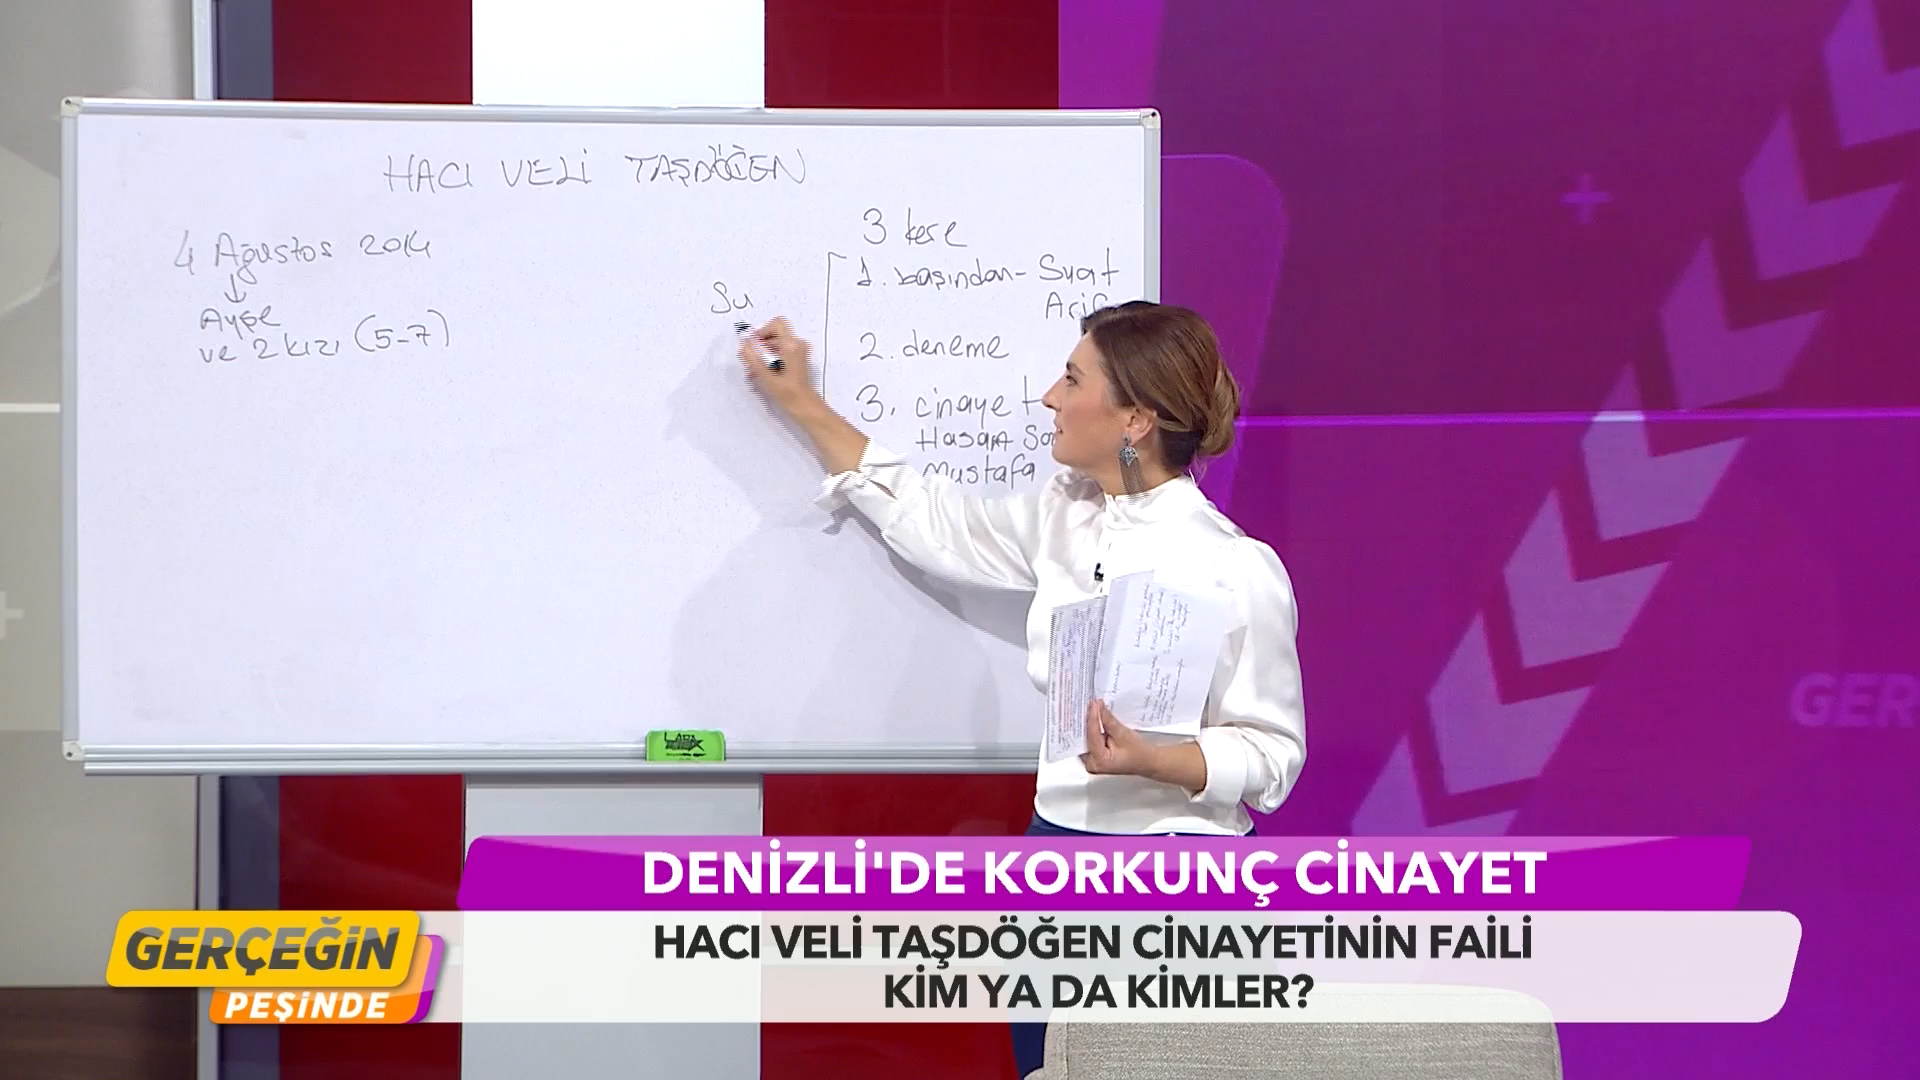 HACI VELİ TAŞDÖĞEN
4 Ağustos 2014
Ayşe
ve 2 kızı (5-7)
Su
3 kere
1. başından - Suat
Arif
2. deneme
3. cinayet
Hasan
Mustafa
GER
DENİZLİ'DE KORKUNÇ CİNAYET
HACI VELİ TAŞDÖĞEN CİNAYETİNİN FAİLİ
KİM YA DA KİMLER?
GERÇEĞİN
PEŞİNDE